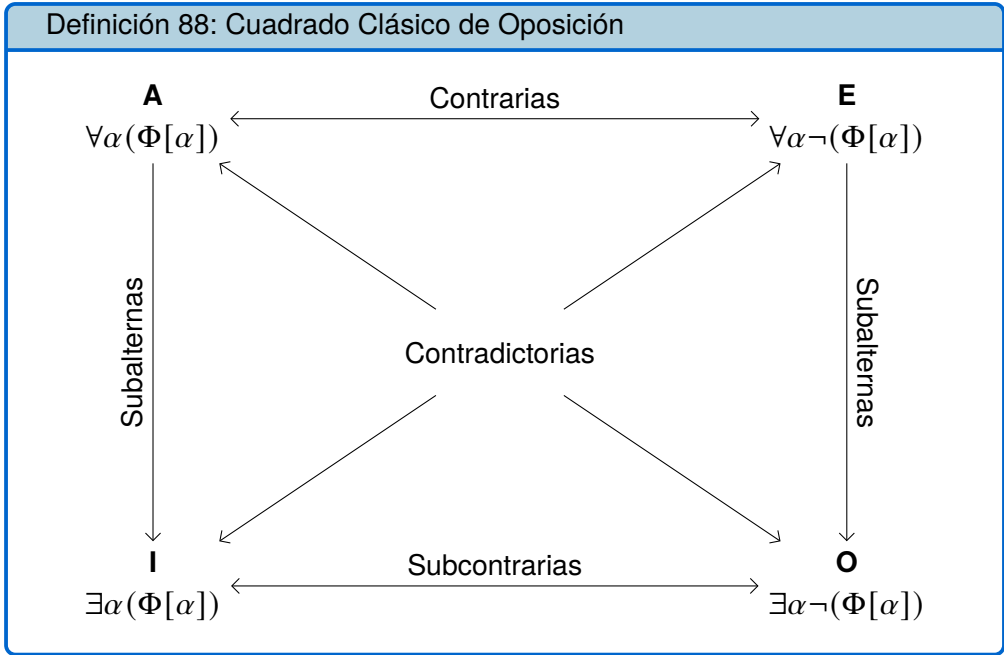 Definición 88: Cuadrado Clásico de Oposición
A
Contrarias
E
∀α(Φ[α])
∀α¬(Φ[α])
Subalternas
Contradictorias
Subalternas
I
Subcontrarias
O
∃α(Φ[α])
∃α¬(Φ[α])